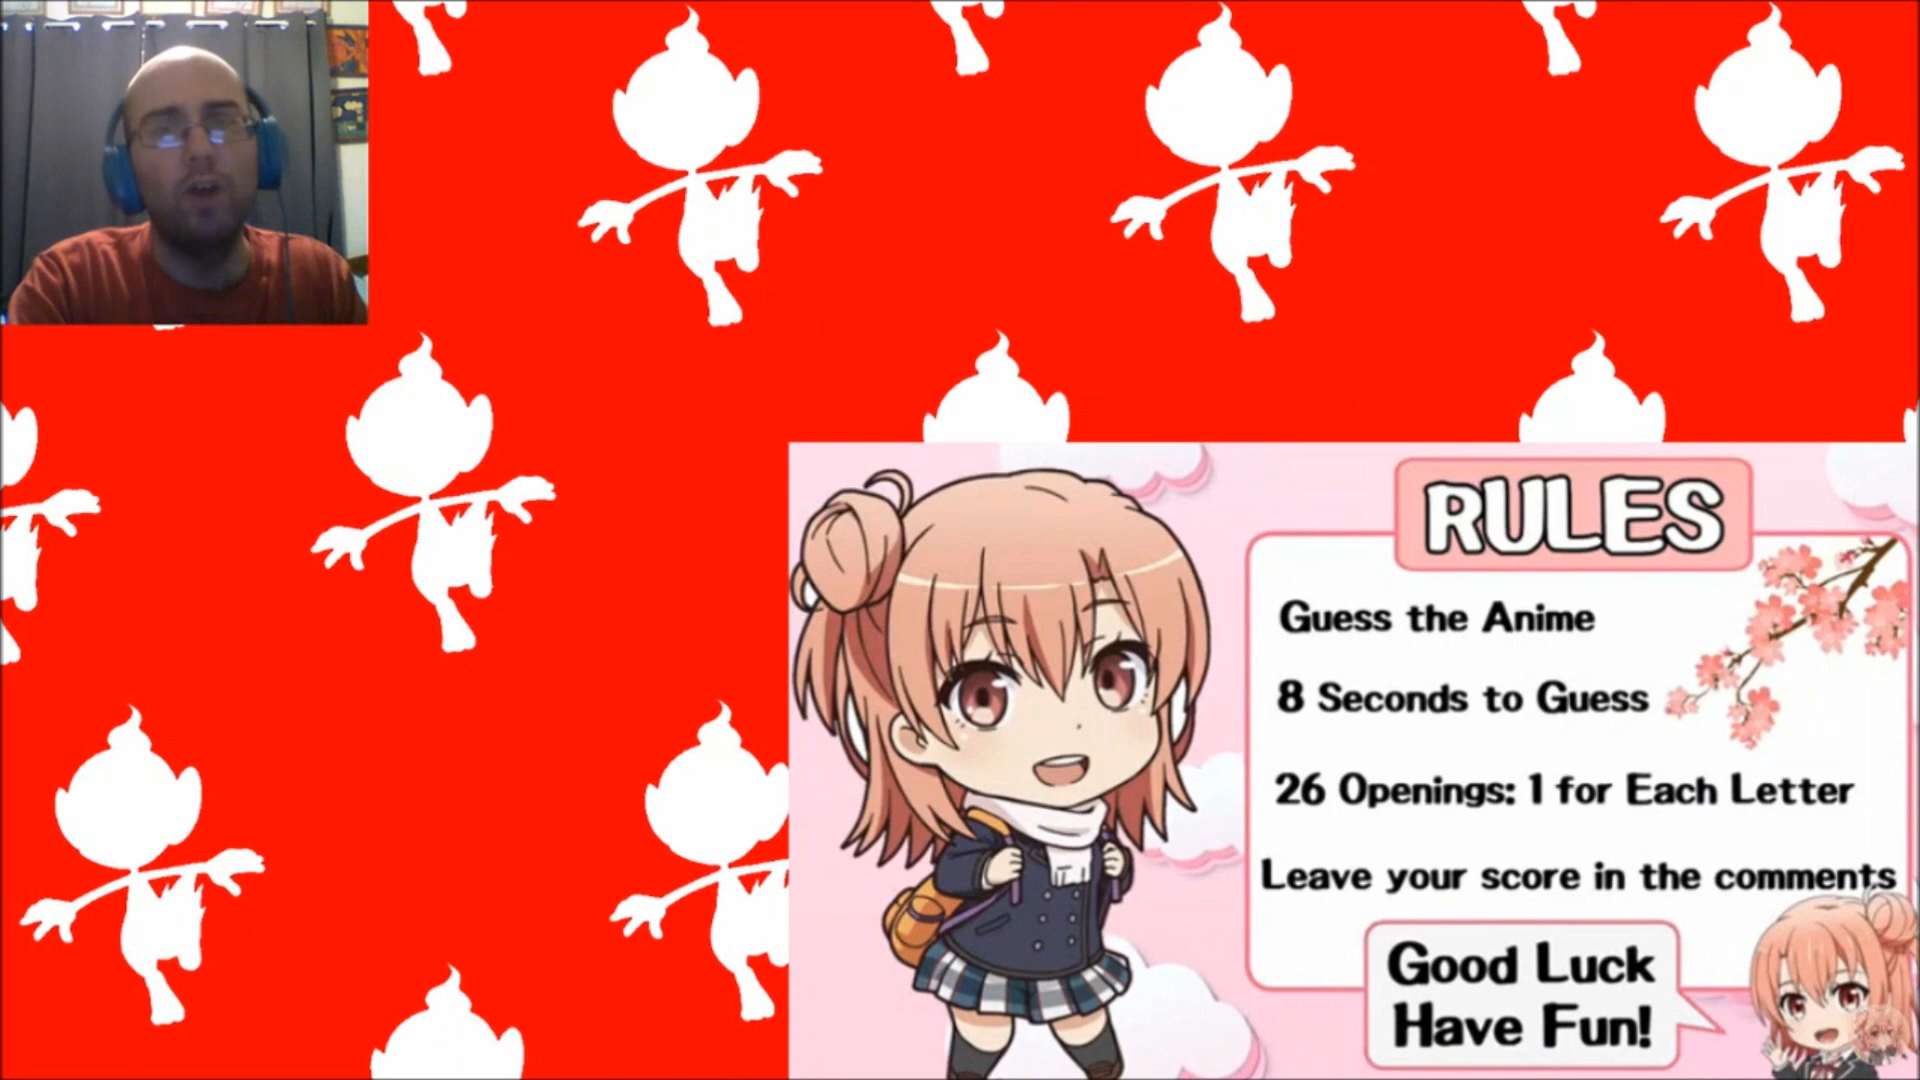 RULES
Guess the Anime
8 Seconds to Guess
26 Openings: 1 for Each Letter
Leave your score in the comments
Good Luck
Have Fun!